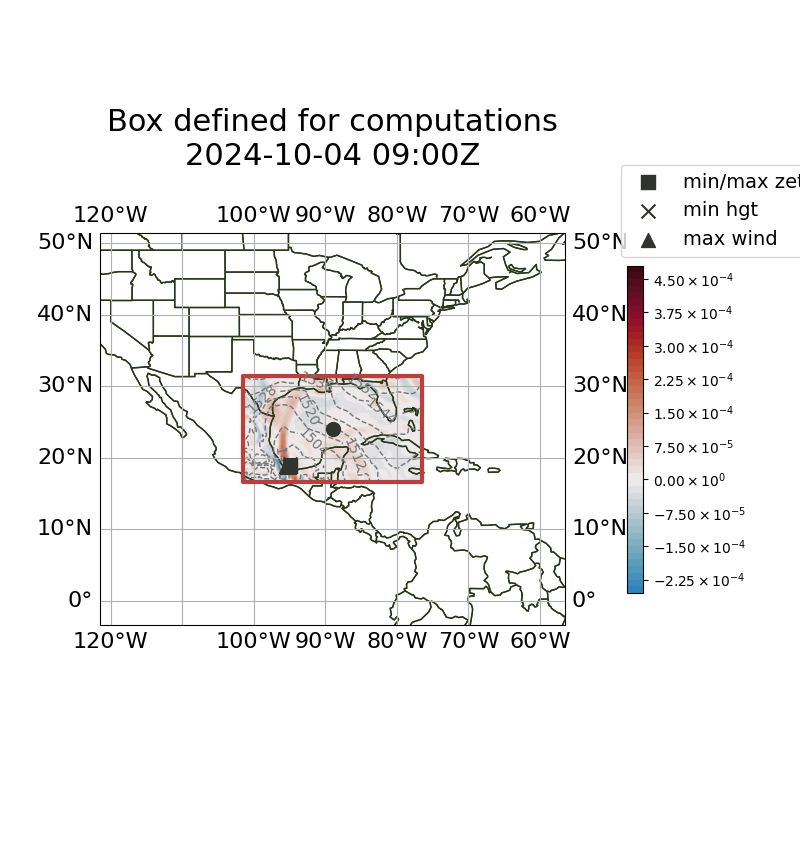 Box defined for computations
2024-10-04 09:00Z
min/max zet
min hgt
max wind
120°W 100°W 90°W 80°W 70°W 60°W
50°N 50°N
40°N 40°N
30°N 30°N
20°N 20°N
10°N 10°N
0° 0°
120°W 100°W 90°W 80°W 70°W 60°W
4.50 × 10⁻⁴
3.75 × 10⁻⁴
3.00 × 10⁻⁴
2.25 × 10⁻⁴
1.50 × 10⁻⁴
7.50 × 10⁻⁵
0.00 × 10⁰
−7.50 × 10⁻⁵
−1.50 × 10⁻⁴
−2.25 × 10⁻⁴
1520
1512